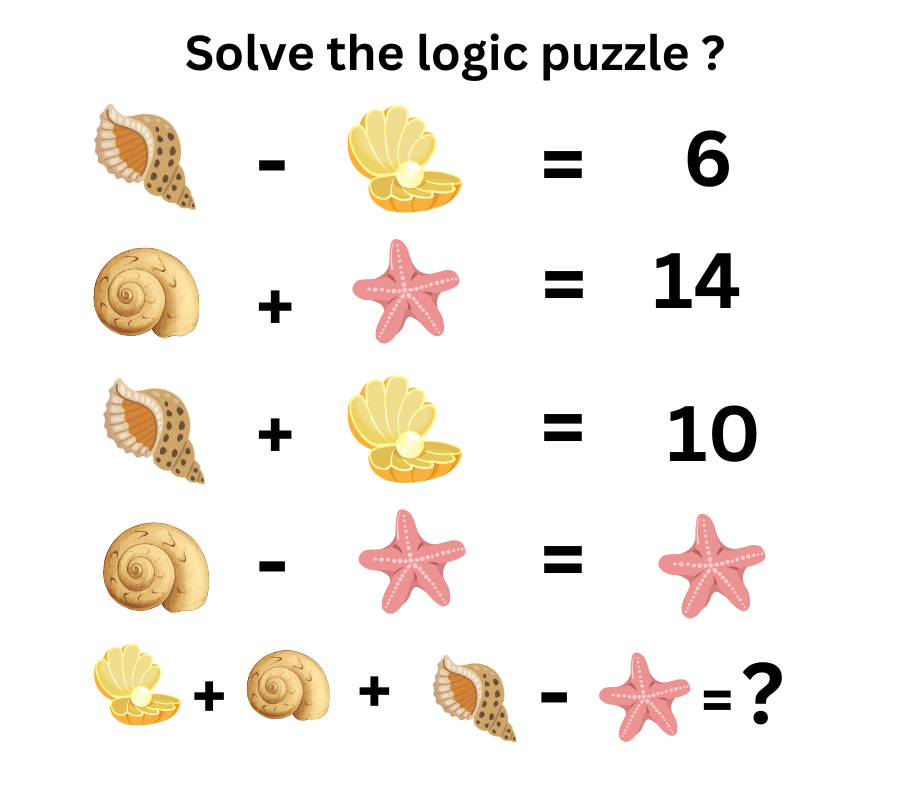 Solve the logic puzzle ?
- = 6
+ = 14
+ = 10
- =
+ + - = ?